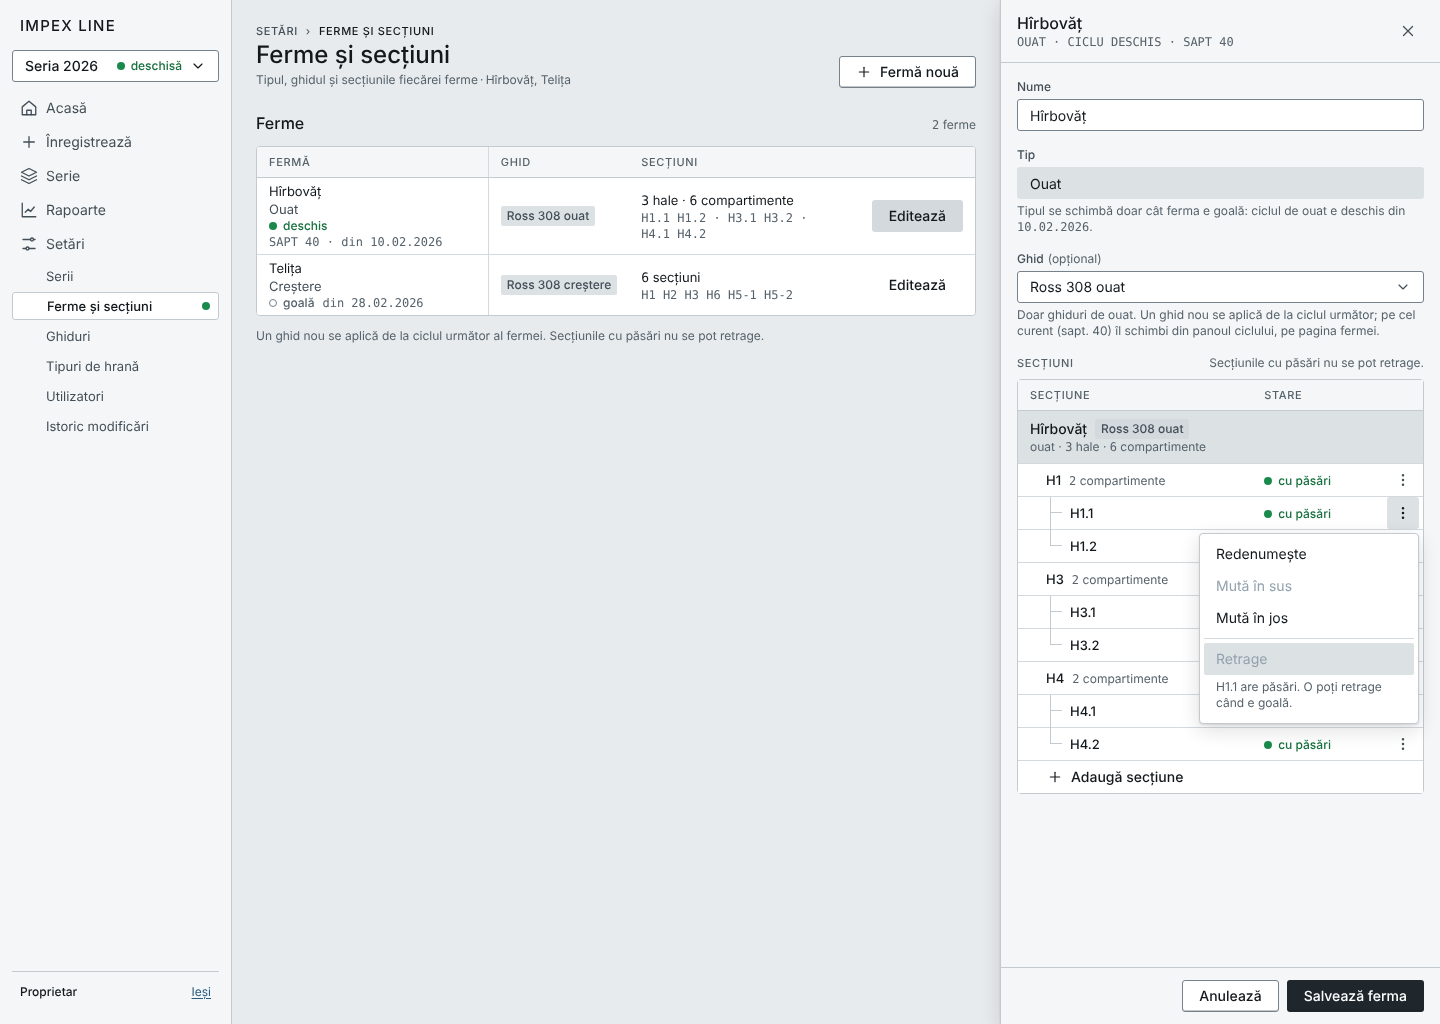 IMPEX LINE
Seria 2026 deschisă
Acasă
Înregistrează
Serie
Rapoarte
Setări
Serii
Ferme și secțiuni
Ghiduri
Tipuri de hrană
Utilizatori
Istoric modificări
Proprietar Ieși
SETĂRI › FERME ȘI SECȚIUNI
Ferme și secțiuni
Tipul, ghidul și secțiunile fiecărei ferme · Hîrbovăț, Telița
Fermă nouă
Ferme 2 ferme
FERMĂ GHID SECȚIUNI
Hîrbovăț
Ouat
deschis
SAPT 40 · din 10.02.2026
Ross 308 ouat
3 hale · 6 compartimente
H1.1 H1.2 · H3.1 H3.2 ·
H4.1 H4.2
Editează
Telița
Creștere
goală din 28.02.2026
Ross 308 creștere
6 secțiuni
H1 H2 H3 H6 H5-1 H5-2
Editează
Un ghid nou se aplică de la ciclul următor al fermei. Secțiunile cu păsări nu se pot retrage.
Hîrbovăț
OUAT · CICLU DESCHIS · SAPT 40
Nume
Hîrbovăț
Tip
Ouat
Tipul se schimbă doar cât ferma e goală: ciclul de ouat e deschis din
10.02.2026.
Ghid (opțional)
Ross 308 ouat
Doar ghiduri de ouat. Un ghid nou se aplică de la ciclul următor; pe cel
curent (sapt. 40) îl schimbi din panoul ciclului, pe pagina fermei.
SECȚIUNI Secțiunile cu păsări nu se pot retrage.
SECȚIUNE STARE
Hîrbovăț Ross 308 ouat
ouat · 3 hale · 6 compartimente
H1 2 compartimente cu păsări
H1.1 cu păsări
H1.2
H3 2 compartimente
H3.1
H3.2
H4 2 compartimente
H4.1
H4.2 cu păsări
Adaugă secțiune
Redenumește
Mută în sus
Mută în jos
Retrage
H1.1 are păsări. O poți retrage
când e goală.
Anulează Salvează ferma